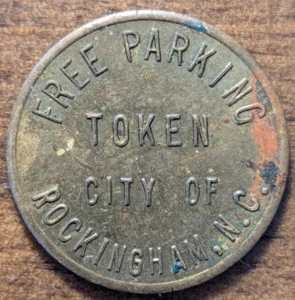 FREE PARKING
TOKEN
CITY OF
ROCKINGHAM, N.C.